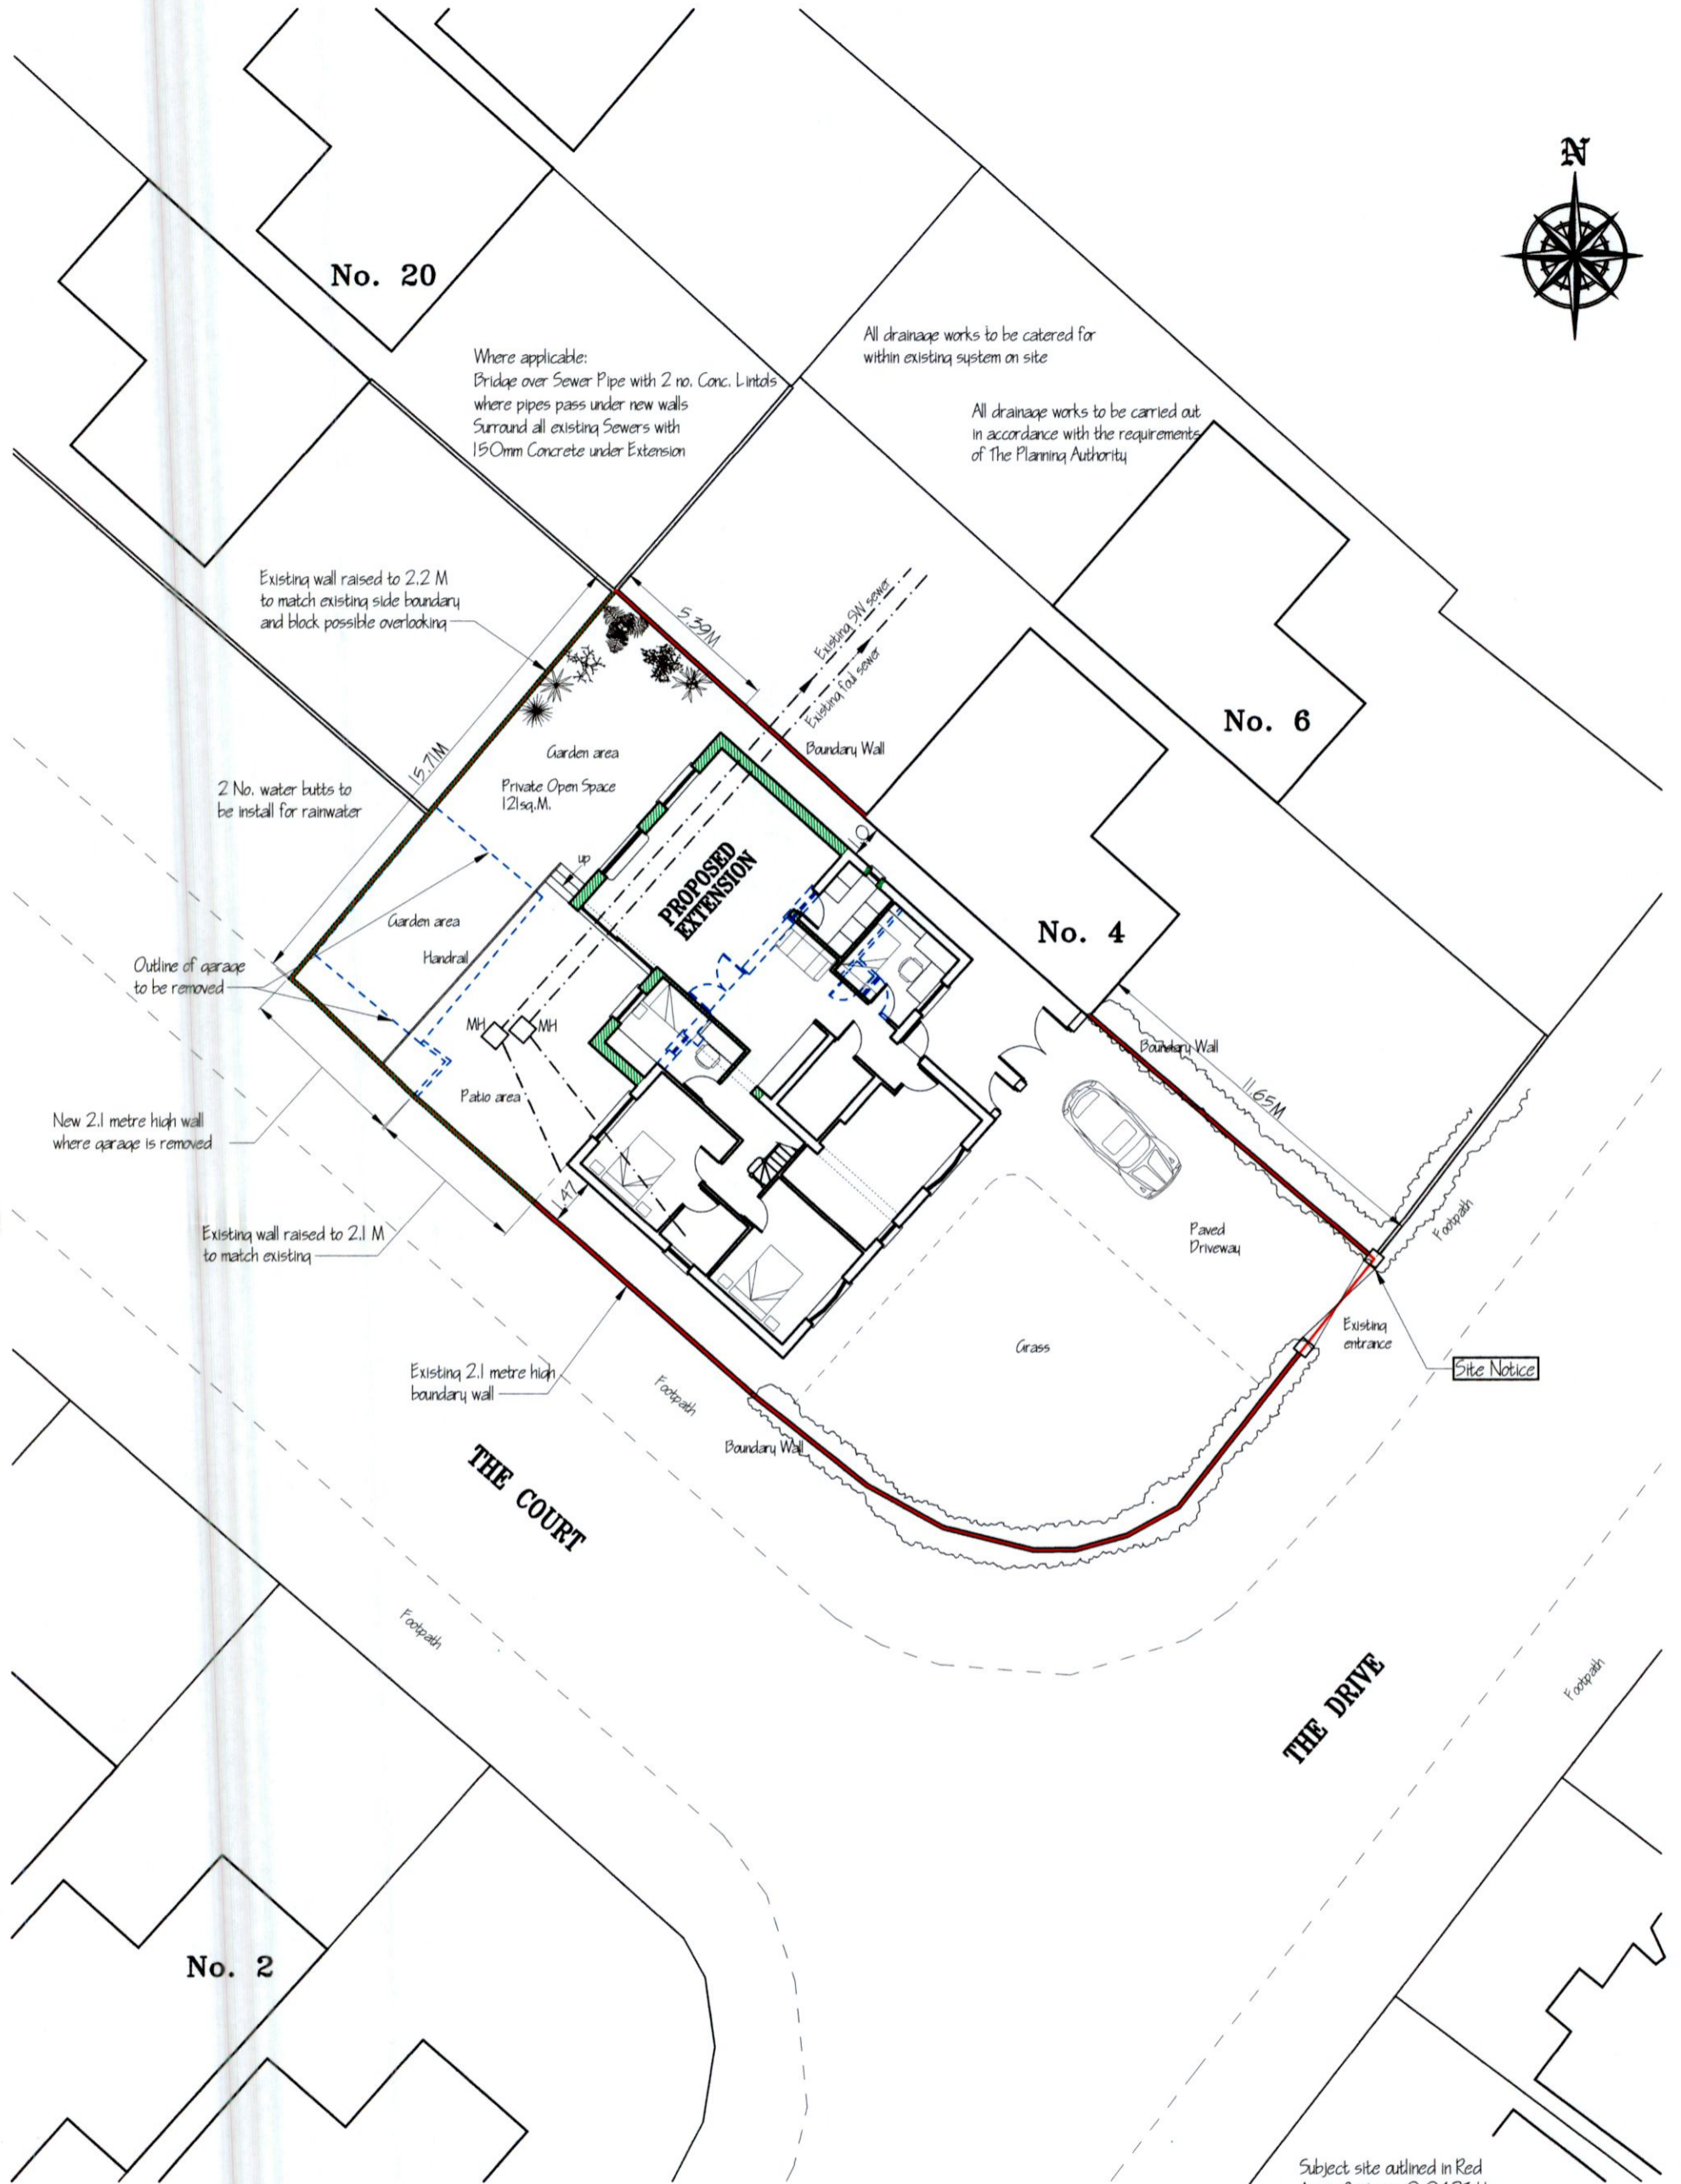 N
No. 20
Where applicable:
Bridge over Sewer Pipe with 2 no. Conc. Lintols
where pipes pass under new walls
Surround all existing Sewers with
150mm Concrete under Extension
All drainage works to be catered for
within existing system on site
All drainage works to be carried out
in accordance with the requirements
of The Planning Authority
Existing wall raised to 2.2 M
to match existing side boundary
and block possible overlooking
5.39M
Existing SW sewer
Existing foul sewer
No. 6
Boundary Wall
15.71M
Garden area
Private Open Space
121sq.M.
2 No. water butts to
be install for rainwater
up
1.0
PROPOSED
EXTENSION
Garden area
Handrail
No. 4
Outline of garage
to be removed
MH
MH
Boundary Wall
11.65M
Patio area
New 2.1 metre high wall
where garage is removed
1.47
Existing wall raised to 2.1 M
to match existing
Paved
Driveway
Footpath
Existing
entrance
Grass
Site Notice
Existing 2.1 metre high
boundary wall
Footpath
Boundary Wall
THE COURT
Footpath
THE DRIVE
Footpath
No. 2
Subject site outlined in Red